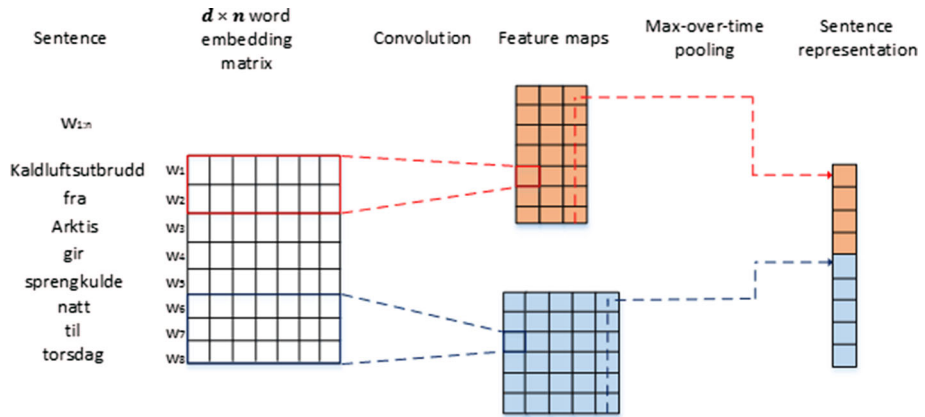 Sentence
d × n word
embedding
matrix
Convolution
Feature maps
Max-over-time
pooling
Sentence
representation
W1:n
Kaldluftsutbrudd W1
fra W2
Arktis W3
gir W4
sprengkulde W5
natt W6
til W7
torsdag W8